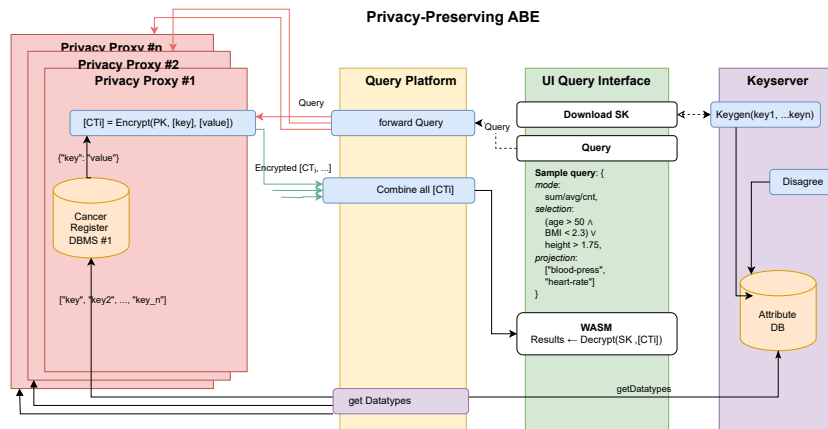 Privacy-Preserving ABE
Privacy Proxy #n
Privacy Proxy #2
Privacy Proxy #1
Query Platform
UI Query Interface
Keyserver
[CTi] = Encrypt(PK, [key], [value])
Query
forward Query
Query
Download SK
Keygen(key1, ...keyn)
Query
{"key": "value"}
Encrypted [CTi, ...]
Combine all [CTi]
Sample query: {
mode:
sum/avg/cnt,
selection:
(age > 50 ∧
BMI < 2.3) ∨
height > 1.75,
projection:
["blood-press",
"heart-rate"]
}
Disagree
Cancer
Register
DBMS #1
["key", "key2", ..., "key_n"]
WASM
Results ← Decrypt(SK ,[CTi])
Attribute
DB
get Datatypes
getDatatypes